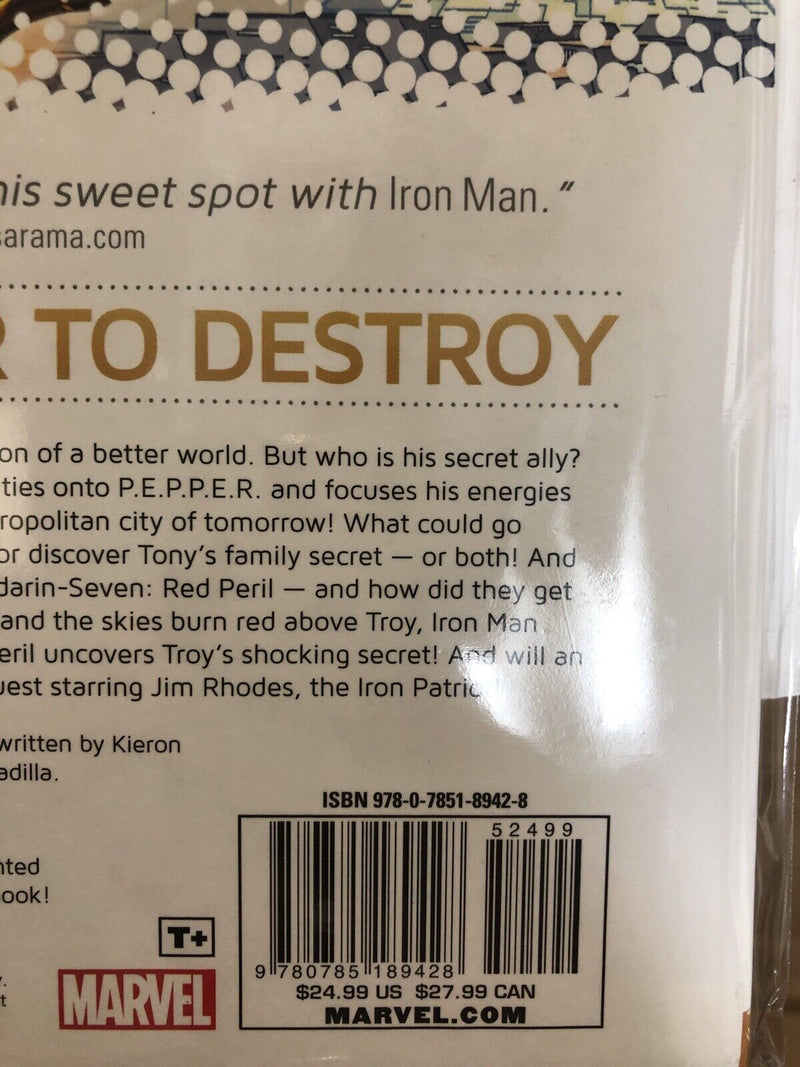 his sweet spot with Iron Man.”
sarama.com
R TO DESTROY
on of a better world. But who is his secret ally?
ties onto P.E.P.P.E.R. and focuses his energies
ropolitan city of tomorrow! What could go
or discover Tony's family secret — or both! And
darin-Seven: Red Peril — and how did they get
and the skies burn red above Troy, Iron Man
eril uncovers Troy's shocking secret! And will an
uest starring Jim Rhodes, the Iron
written by Kieron
adilla.
ISBN 978-0-7851-8942-8
52499
nted
ook!
T+
9 780785 189428
$24.99 US $27.99 CAN
MARVEL
MARVEL.COM